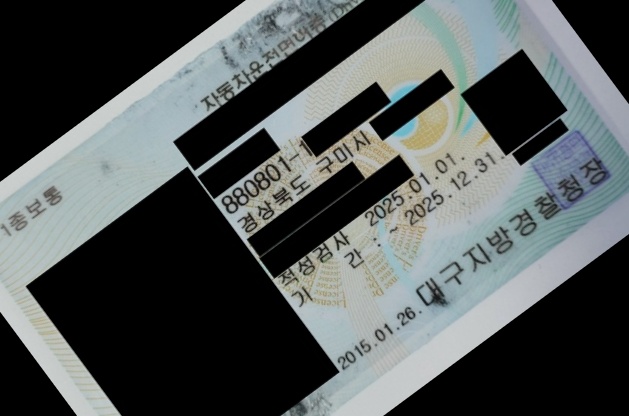 자동차운전면허증
1종보통
880801-1
경상북도 구미시
적성검사 2025.01.01.
기 간 : ~ 2025.12.31.
2015.01.26. 대구지방경찰청장